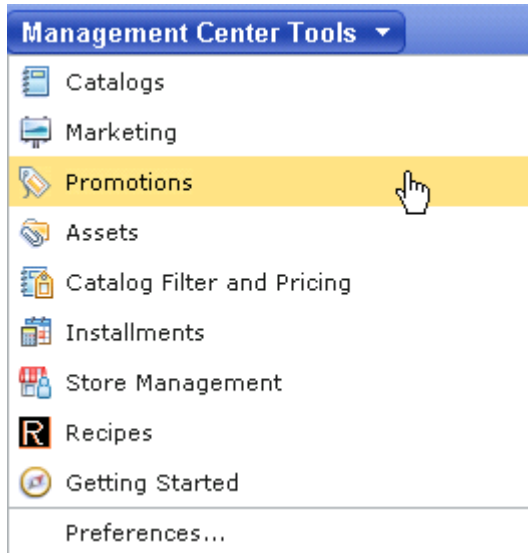 Management Center Tools
Catalogs
Marketing
Promotions
Assets
Catalog Filter and Pricing
Installments
Store Management
R Recipes
Getting Started
Preferences...